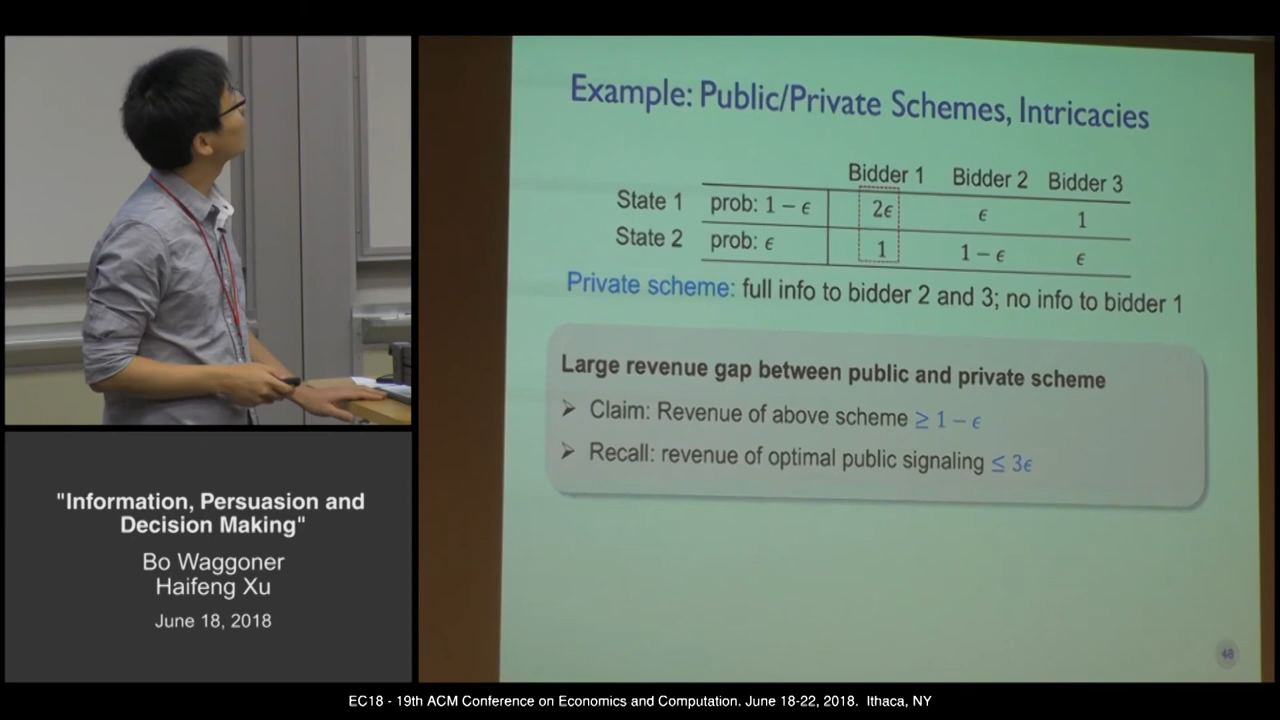 Example: Public/Private Schemes, Intricacies
Bidder 1 Bidder 2 Bidder 3
State 1 prob: 1 − ϵ 2ϵ ϵ 1
State 2 prob: ϵ 1 1 − ϵ ϵ
Private scheme: full info to bidder 2 and 3; no info to bidder 1
Large revenue gap between public and private scheme
➢ Claim: Revenue of above scheme ≥ 1 − ϵ
➢ Recall: revenue of optimal public signaling ≤ 3ϵ
48
"Information, Persuasion and
Decision Making"
Bo Waggoner
Haifeng Xu
June 18, 2018
EC18 - 19th ACM Conference on Economics and Computation. June 18-22, 2018. Ithaca, NY